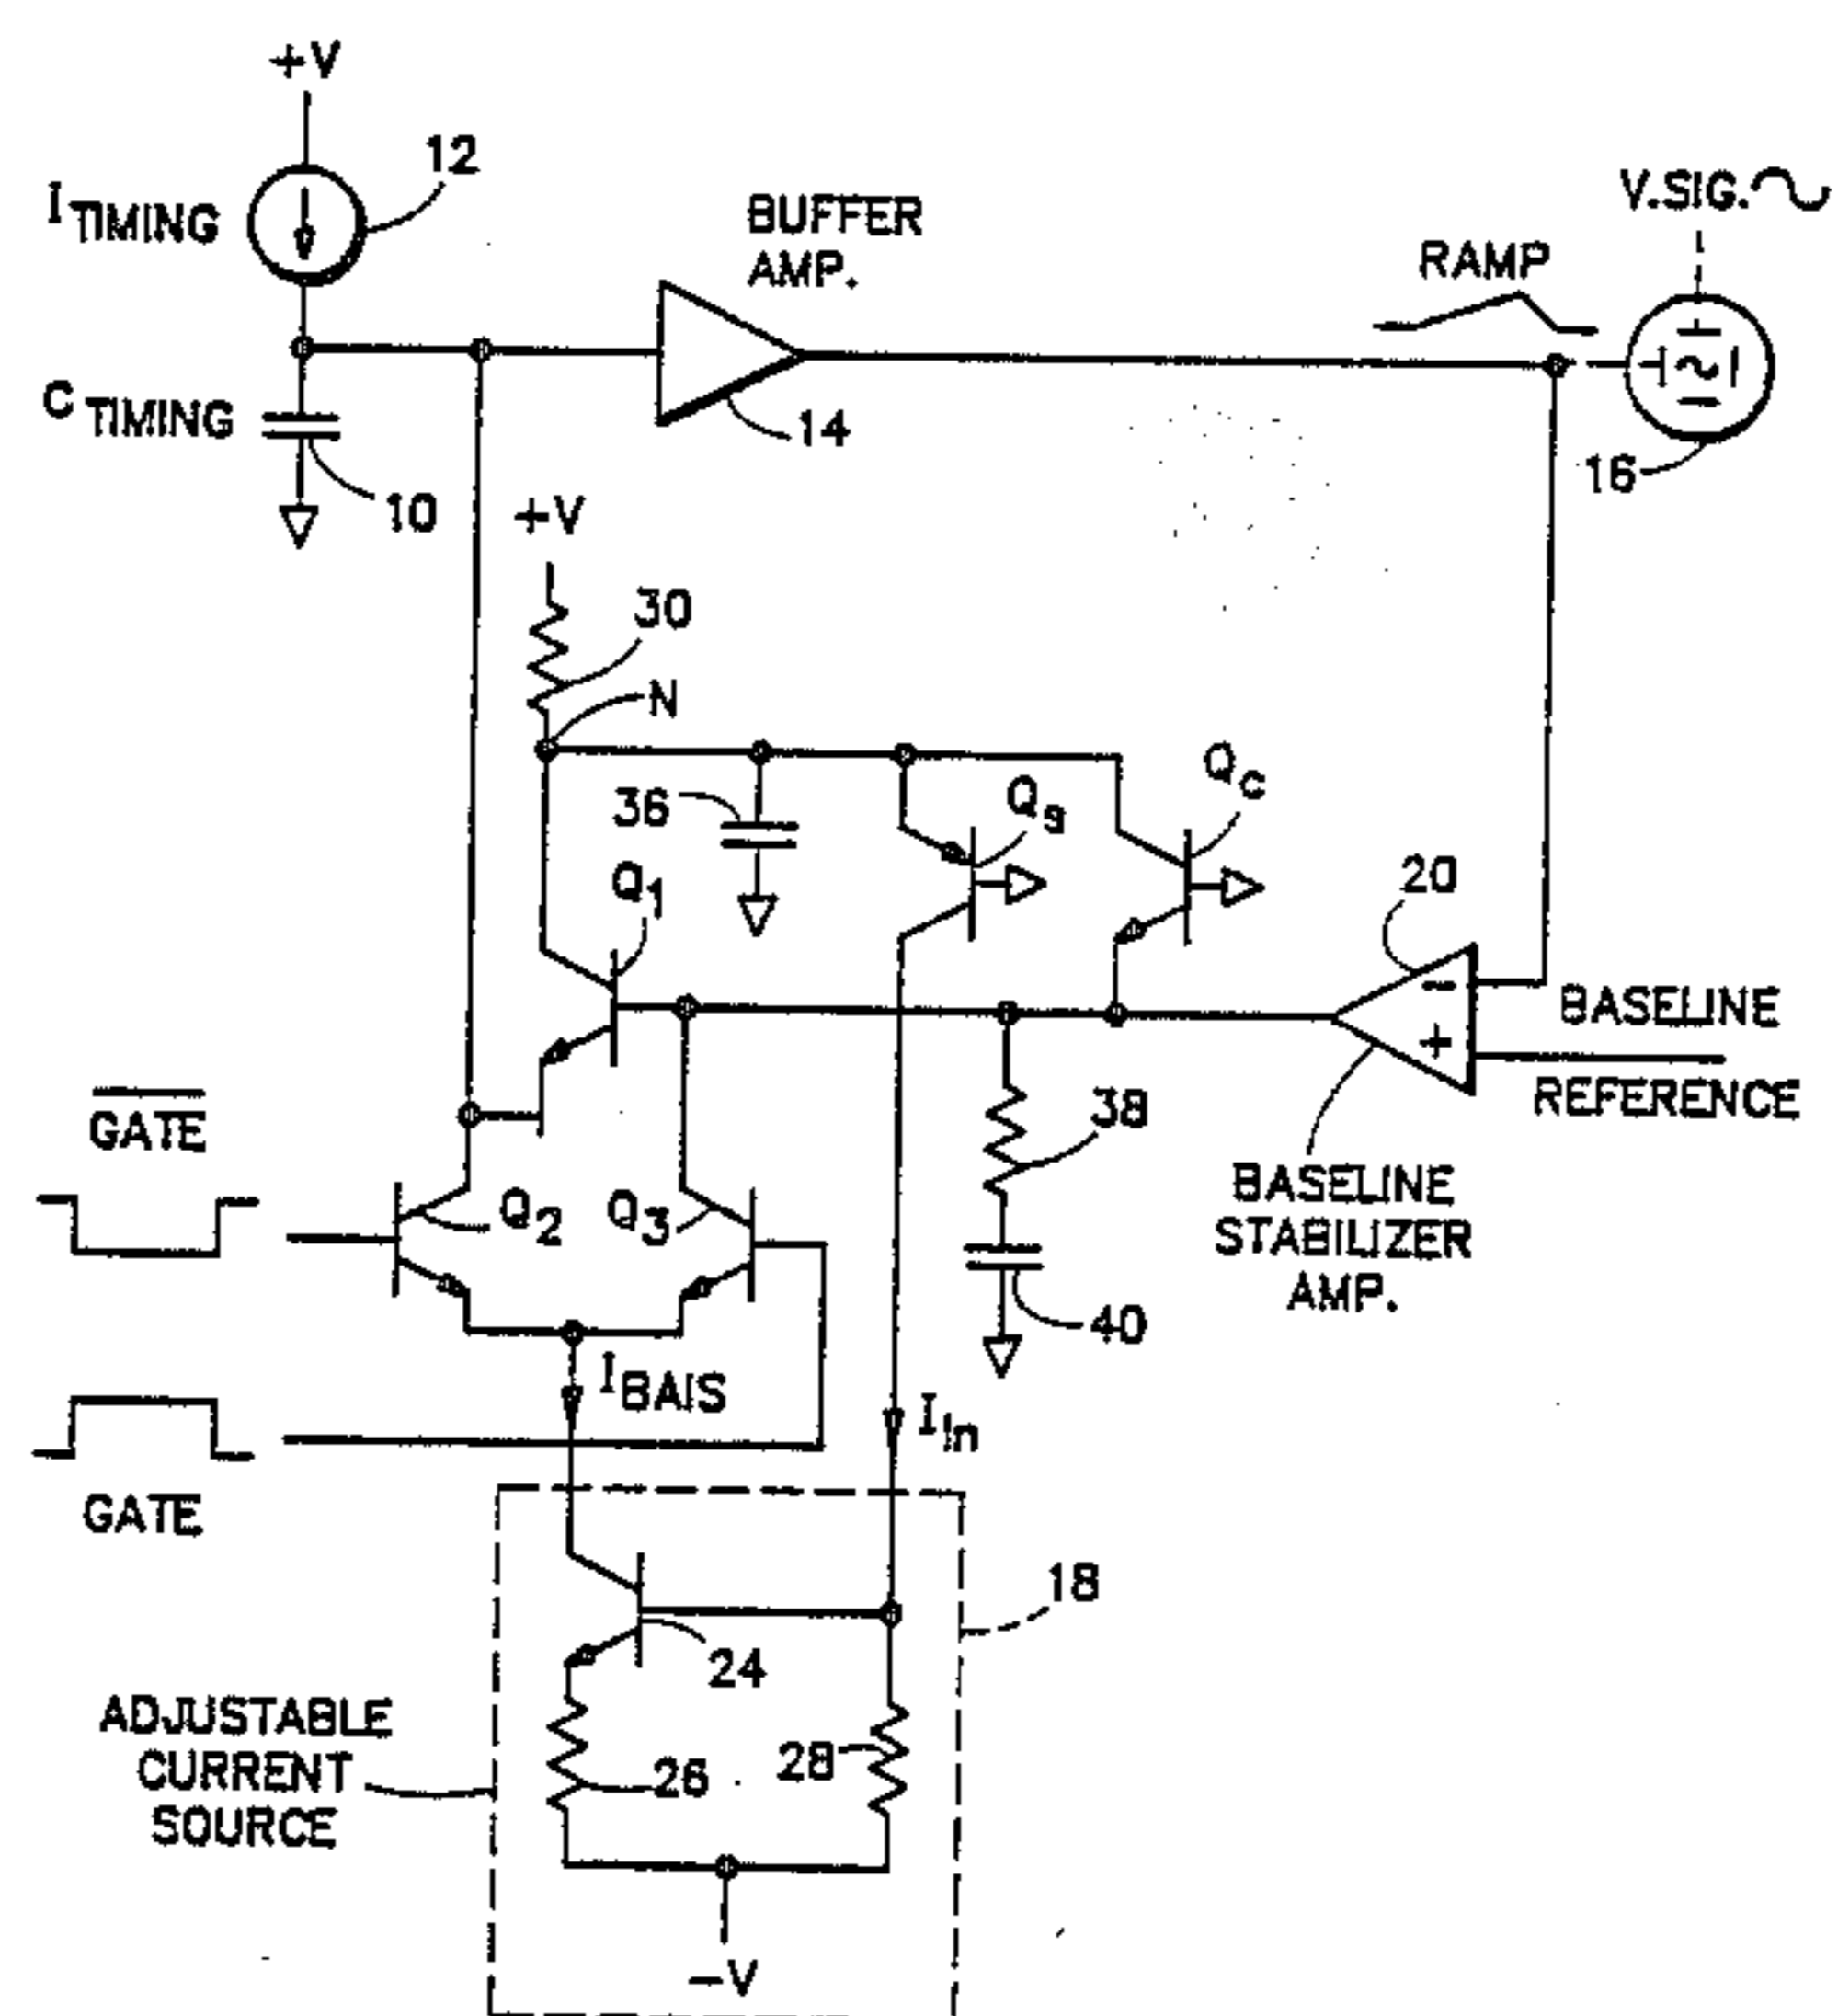 +V
12
I TIMING
BUFFER
AMP.
V.SIG.
RAMP
C TIMING
14
10
16
+V
30
N
36
Qs
Qc
Q1
20
BASELINE
REFERENCE
GATE
38
BASELINE
STABILIZER
AMP.
Q2
Q3
40
I BAIS
I In
GATE
18
24
ADJUSTABLE
CURRENT
SOURCE
26
28
-V